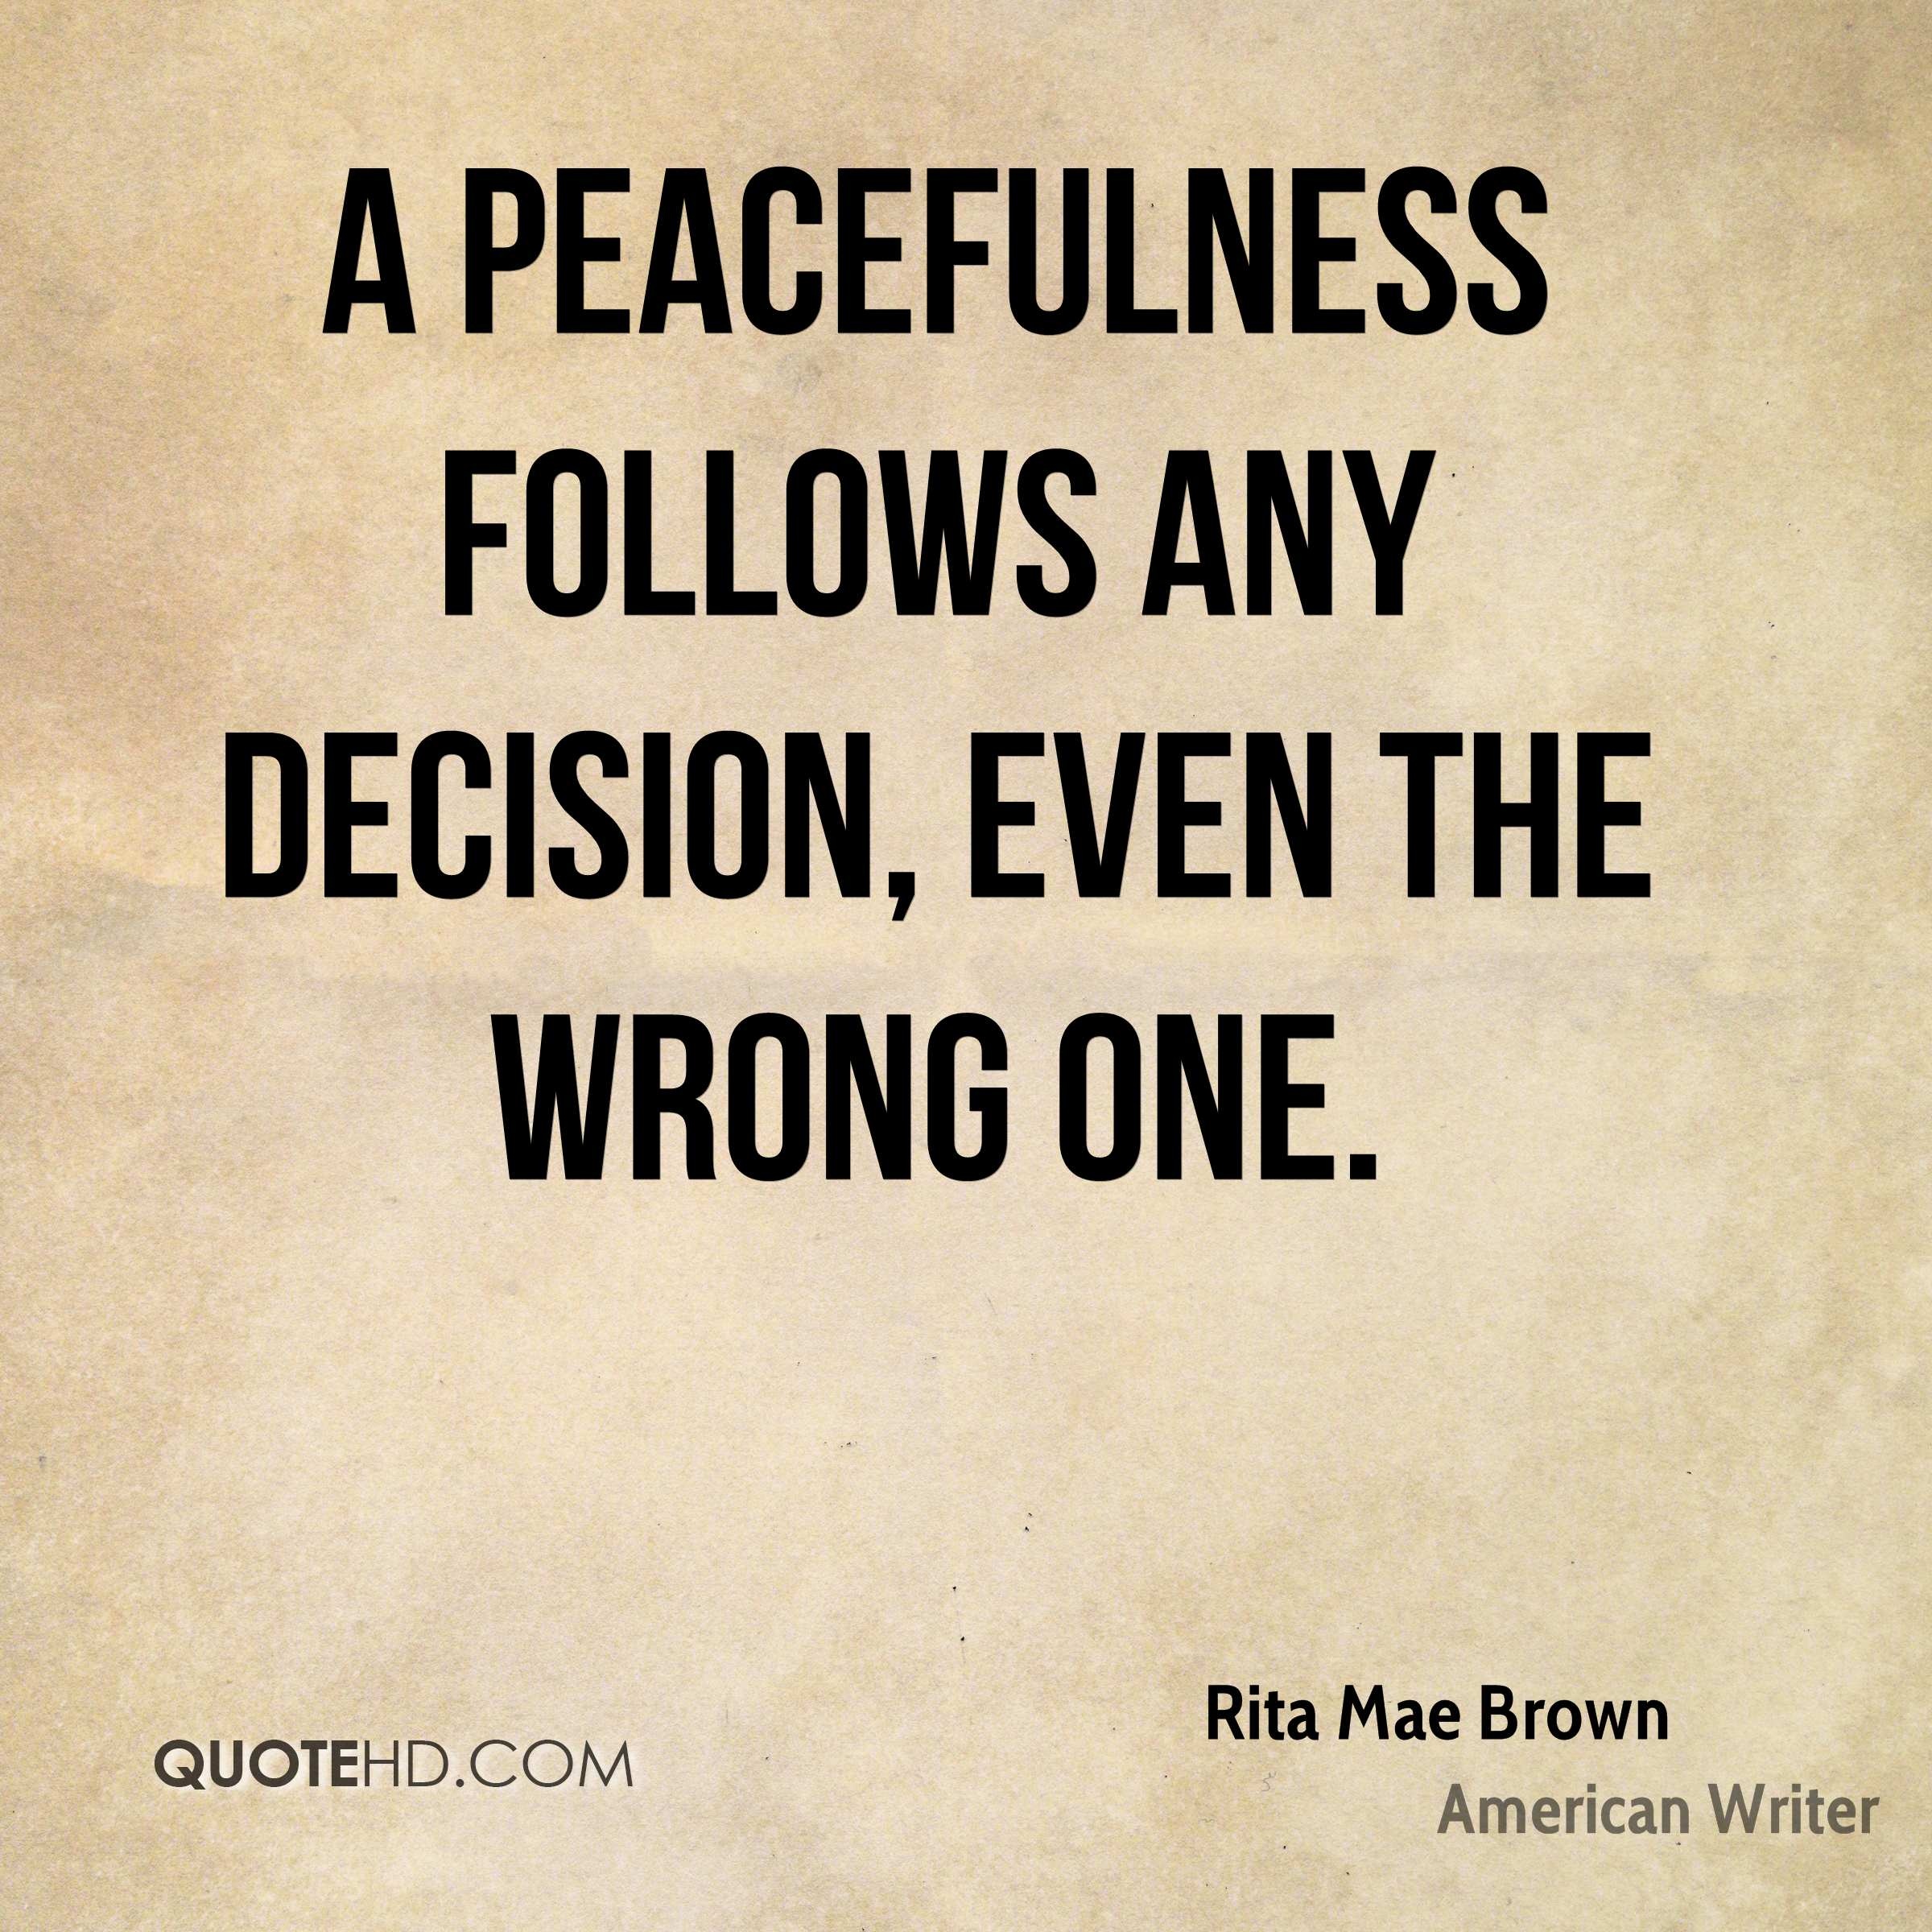 A PEACEFULNESS
FOLLOWS ANY
DECISION, EVEN THE
WRONG ONE.
Rita Mae Brown
QUOTEHD.COM
American Writer